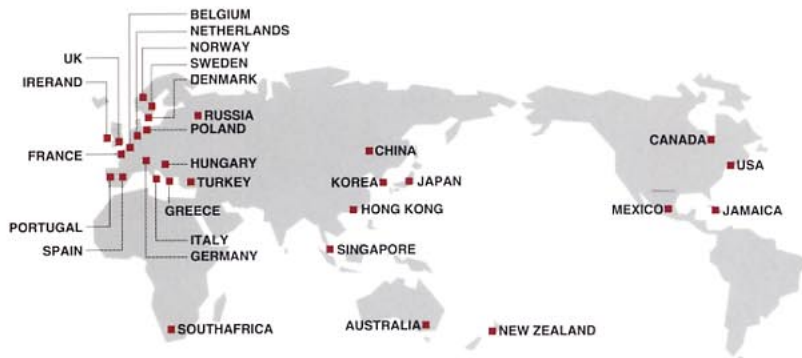 BELGIUM
NETHERLANDS
NORWAY
UK
SWEDEN
IRERAND
DENMARK
RUSSIA
POLAND
FRANCE
HUNGARY
TURKEY
GREECE
PORTUGAL
ITALY
SPAIN
GERMANY
SOUTHAFRICA
CHINA
KOREA
JAPAN
HONG KONG
SINGAPORE
AUSTRALIA
NEW ZEALAND
CANADA
USA
MEXICO
JAMAICA